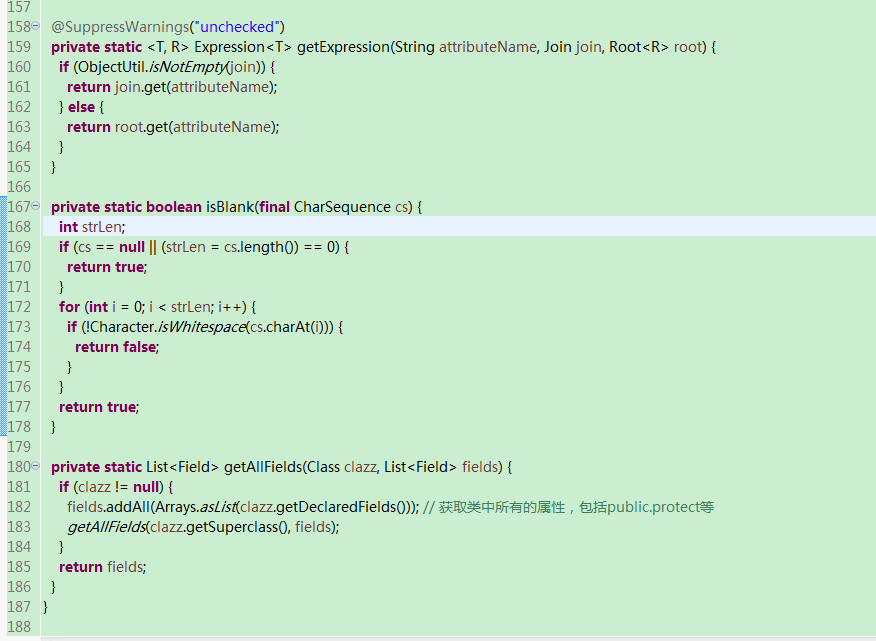 157
158 @SuppressWarnings("unchecked")
159 private static <T, R> Expression<T> getExpression(String attributeName, Join join, Root<R> root) {
160 if (ObjectUtil.isNotEmpty(join)) {
161 return join.get(attributeName);
162 } else {
163 return root.get(attributeName);
164 }
165 }
166
167 private static boolean isBlank(final CharSequence cs) {
168 int strLen;
169 if (cs == null || (strLen = cs.length()) == 0) {
170 return true;
171 }
172 for (int i = 0; i < strLen; i++) {
173 if (!Character.isWhitespace(cs.charAt(i))) {
174 return false;
175 }
176 }
177 return true;
178 }
179
180 private static List<Field> getAllFields(Class clazz, List<Field> fields) {
181 if (clazz != null) {
182 fields.addAll(Arrays.asList(clazz.getDeclaredFields())); // 获取类中所有的属性，包括public.protect等
183 getAllFields(clazz.getSuperclass(), fields);
184 }
185 return fields;
186 }
187 }
188